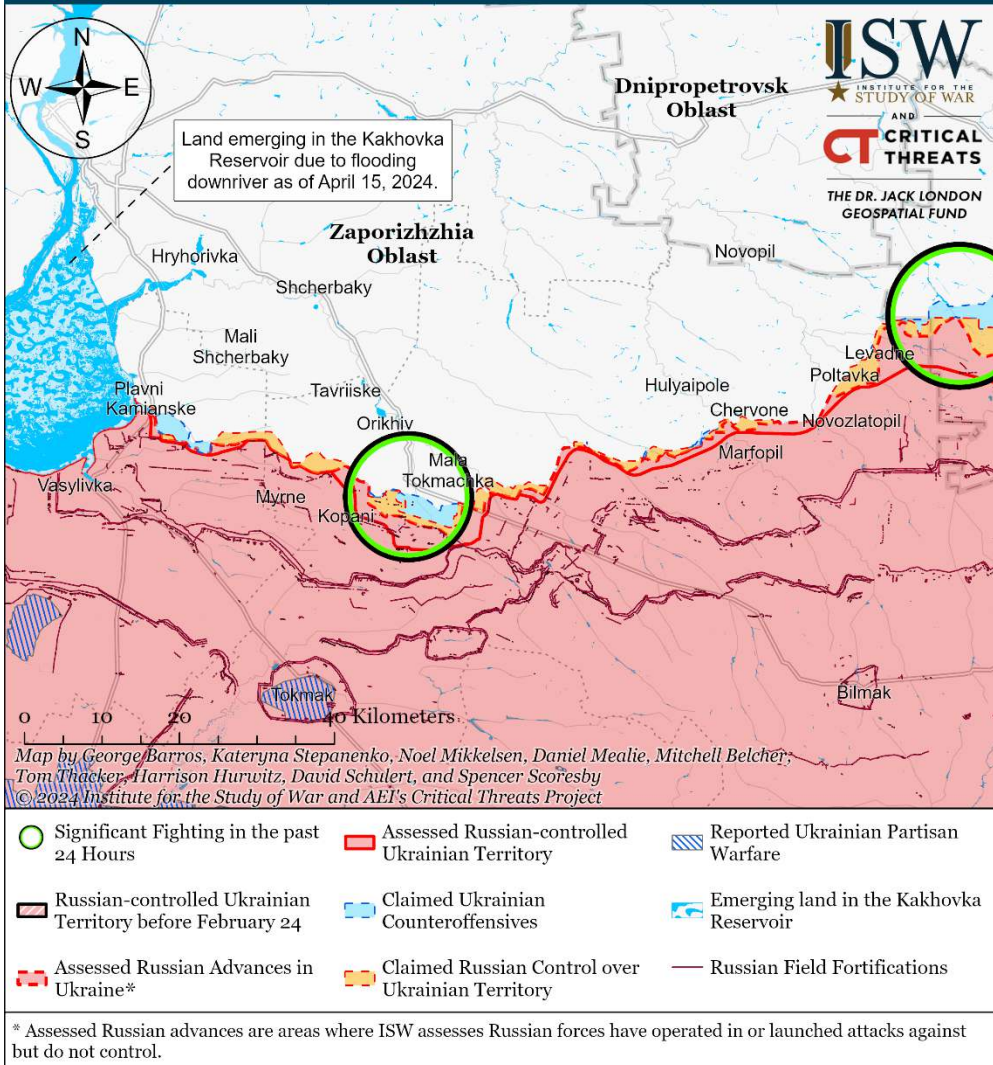 N
W
E
S
ISW
INSTITUTE FOR THE
STUDY OF WAR
AND
CT CRITICAL
THREATS
THE DR. JACK LONDON
GEOSPATIAL FUND
Dnipropetrovsk
Oblast
Land emerging in the Kakhovka
Reservoir due to flooding
downriver as of April 15, 2024.
Zaporizhzhia
Oblast
Hryhorivka
Novopil
Shcherbaky
Mali
Shcherbaky
Levadne
Poltavka
Plavni
Kamianske
Tavriiske
Hulyaipole
Orikhiv
Chervone
Novozlatopil
Mala
Tokmachka
Marfopil
Vasylivka
Myrne
Kopani
Tokmak
Bilmak
0 10 20 40 Kilometers
Map by George Barros, Kateryna Stepanenko, Noel Mikkelsen, Daniel Mealie, Mitchell Belcher,
Tom Thacker, Harrison Hurwitz, David Schulert, and Spencer Scoresby
© 2024 Institute for the Study of War and AEI's Critical Threats Project
Significant Fighting in the past
24 Hours
Assessed Russian-controlled
Ukrainian Territory
Reported Ukrainian Partisan
Warfare
Russian-controlled Ukrainian
Territory before February 24
Claimed Ukrainian
Counteroffensives
Emerging land in the Kakhovka
Reservoir
Assessed Russian Advances in
Ukraine*
Claimed Russian Control over
Ukrainian Territory
Russian Field Fortifications
* Assessed Russian advances are areas where ISW assesses Russian forces have operated in or launched attacks against
but do not control.